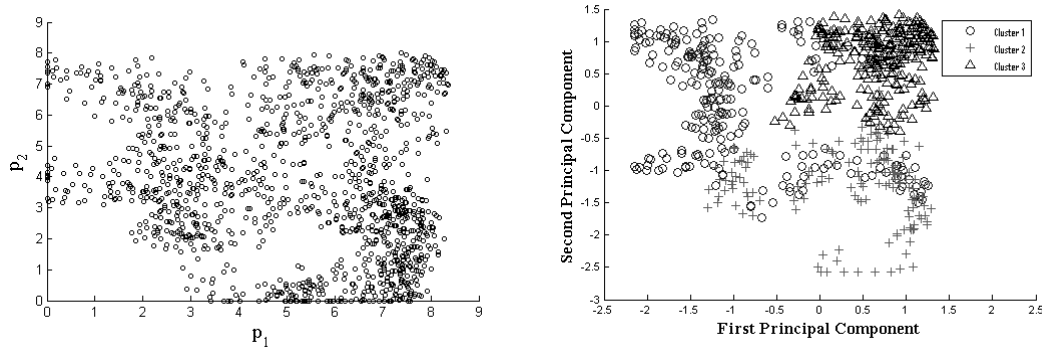 9
8
7
6
5
4
3
2
1
0
p2
0 1 2 3 4 5 6 7 8 9
p1
1.5
1
0.5
0
-0.5
-1
-1.5
-2
-2.5
-3
Second Principal Component
-2.5 -2 -1.5 -1 -0.5 0 0.5 1 1.5 2 2.5
First Principal Component
Cluster 1
Cluster 2
Cluster 3